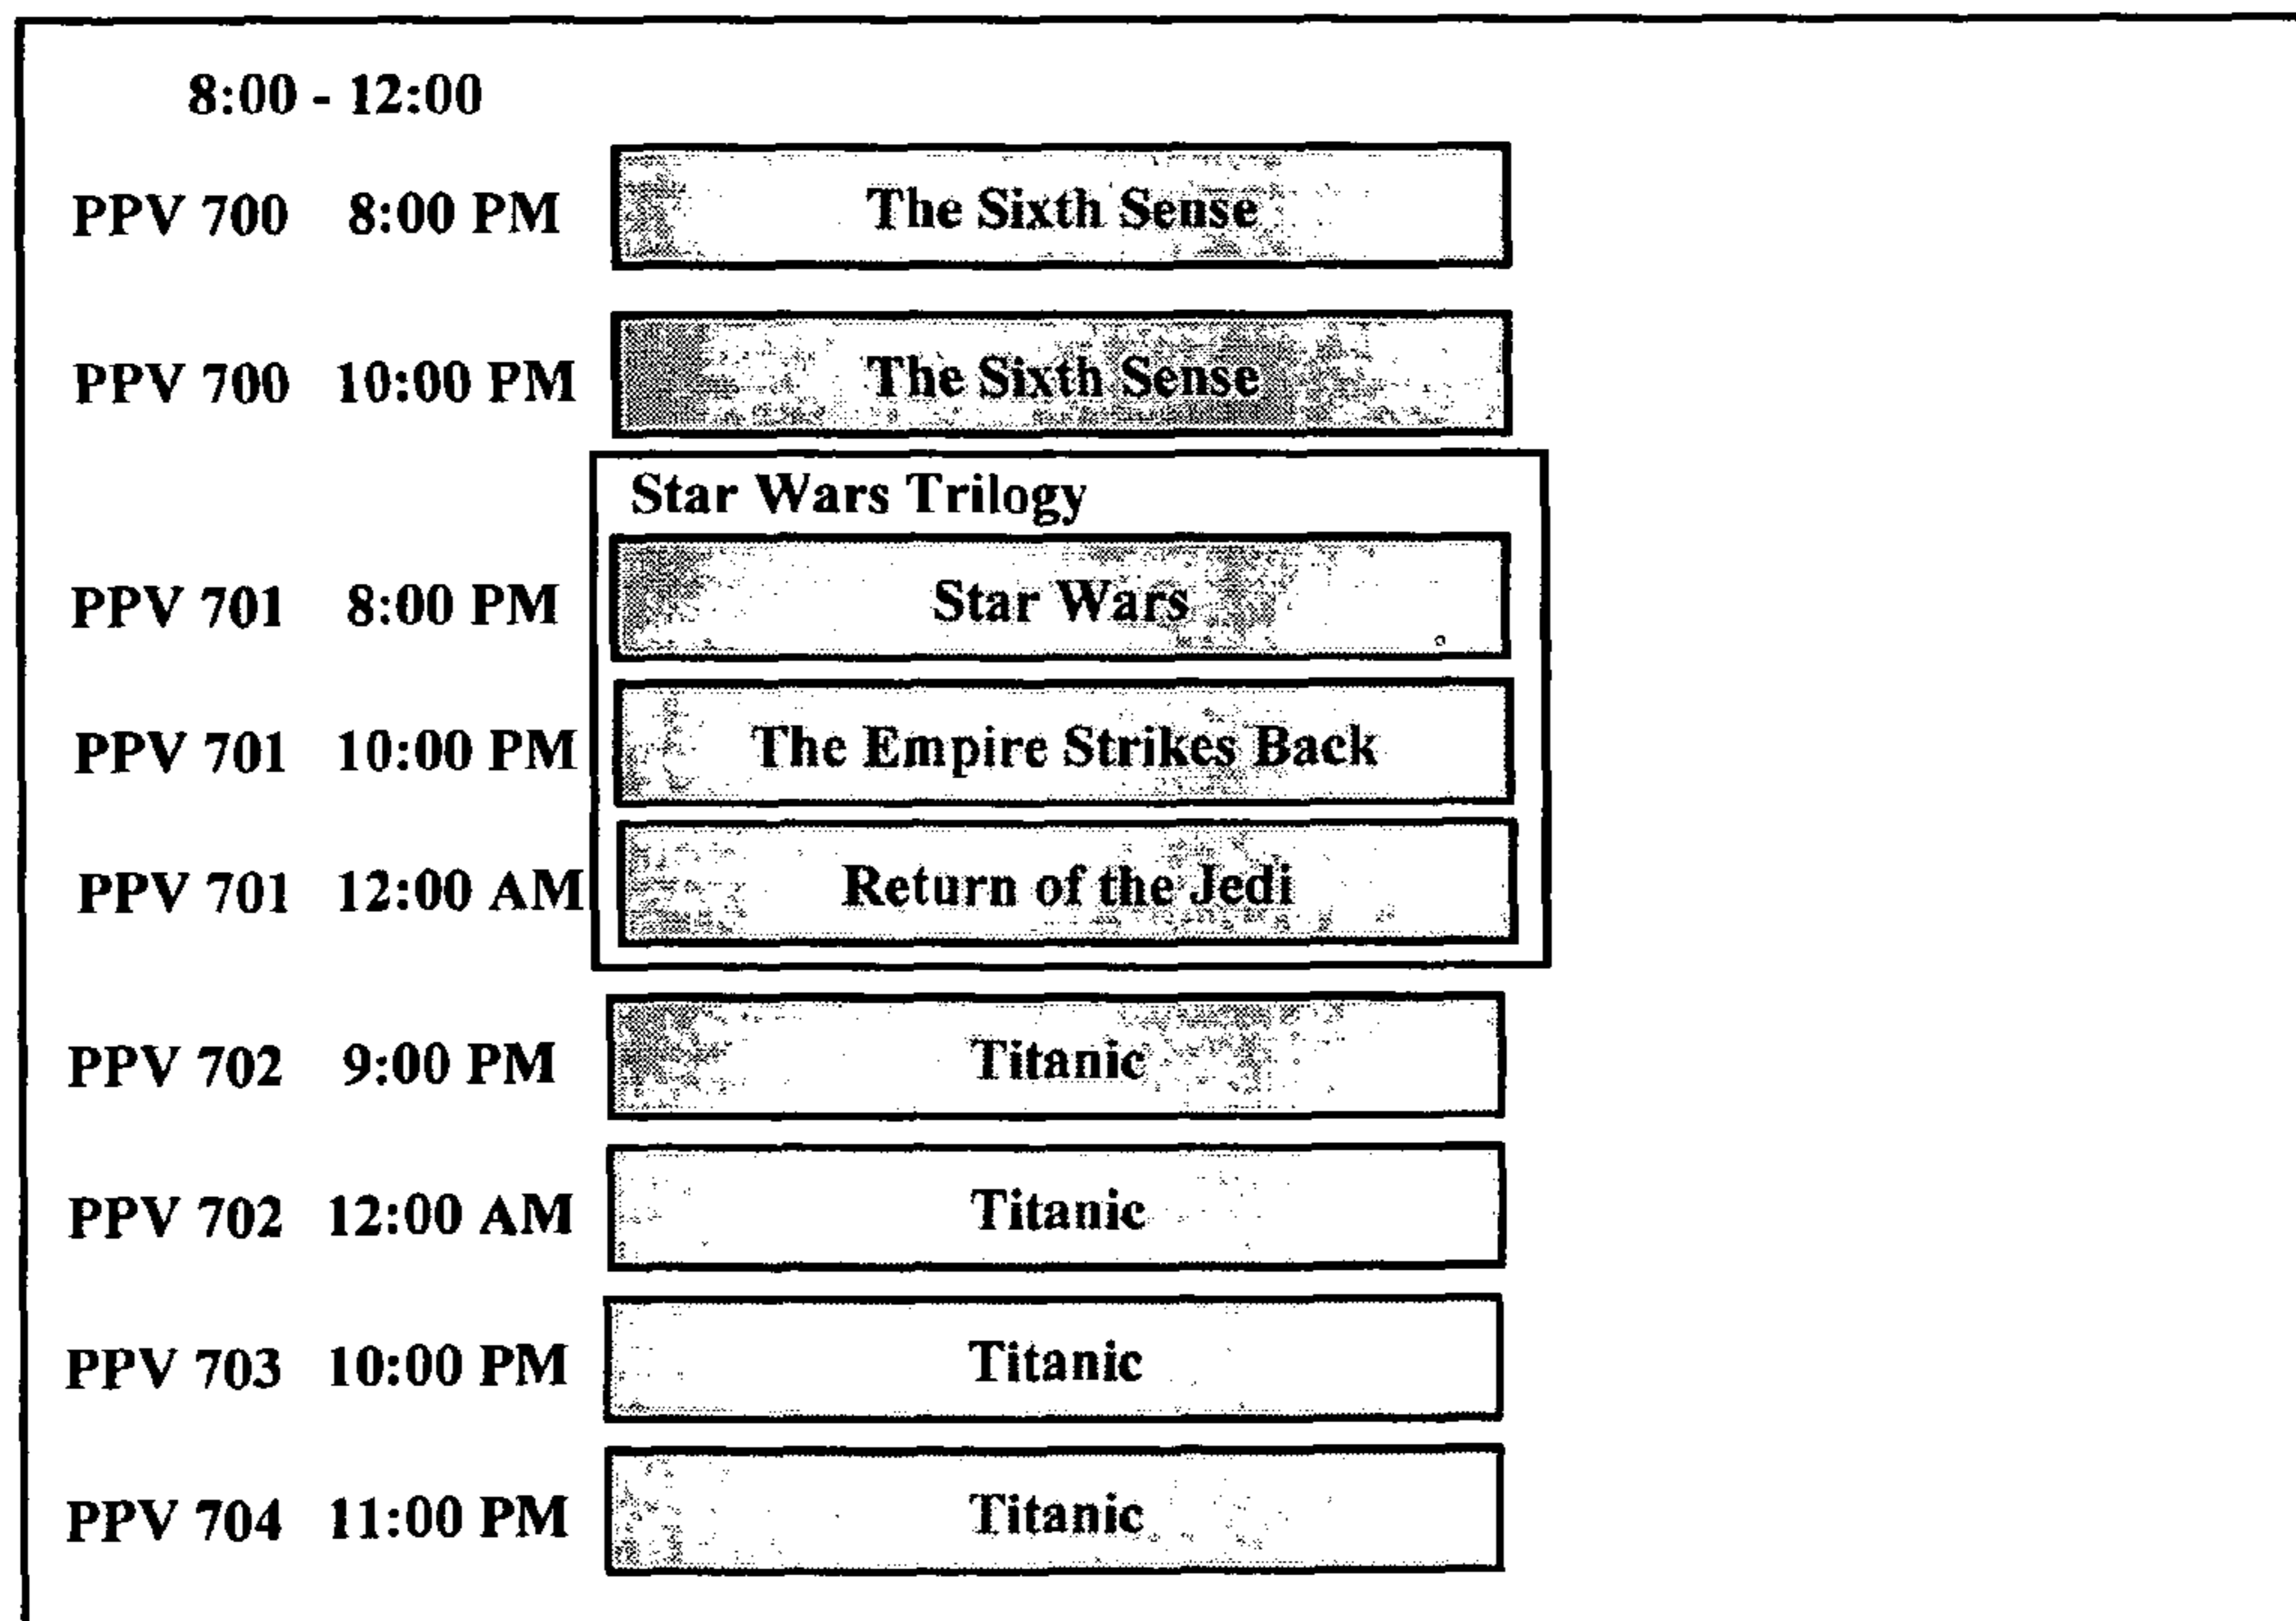 8:00 - 12:00
PPV 700 8:00 PM The Sixth Sense
PPV 700 10:00 PM The Sixth Sense
Star Wars Trilogy
PPV 701 8:00 PM Star Wars
PPV 701 10:00 PM The Empire Strikes Back
PPV 701 12:00 AM Return of the Jedi
PPV 702 9:00 PM Titanic
PPV 702 12:00 AM Titanic
PPV 703 10:00 PM Titanic
PPV 704 11:00 PM Titanic